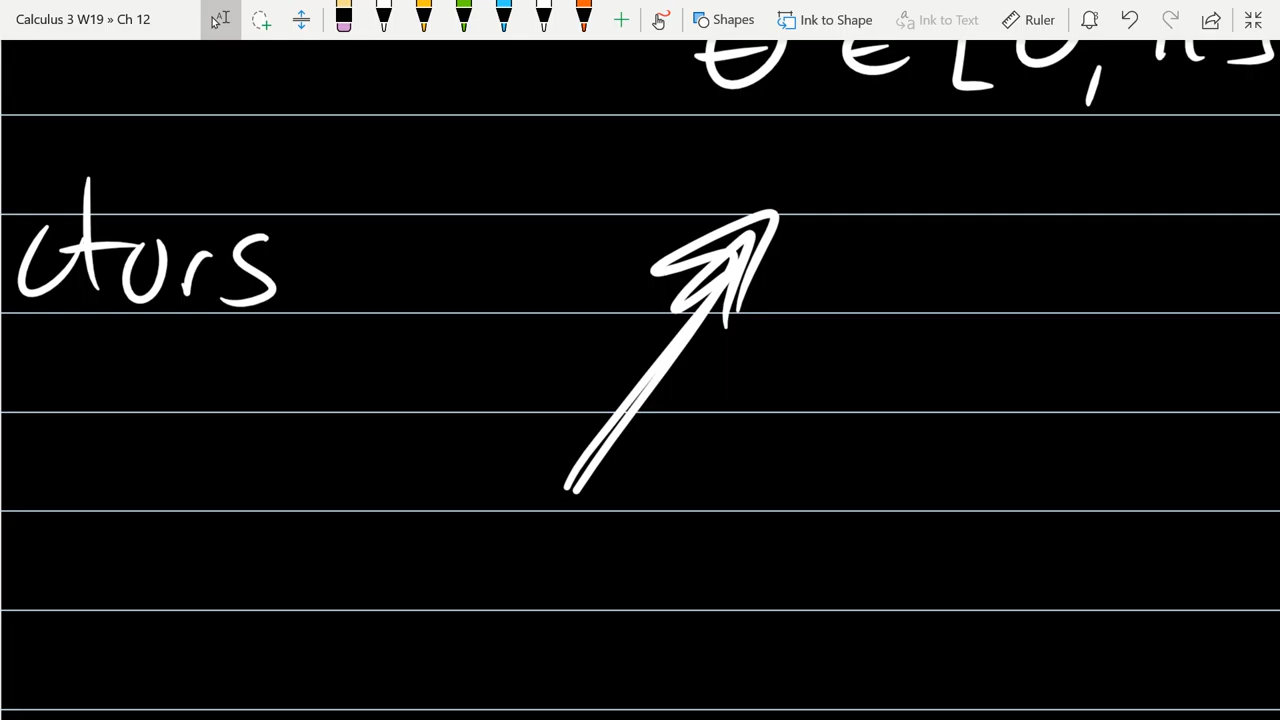 Calculus 3 W19 » Ch 12
Shapes
Ink to Shape
Ink to Text
Ruler
θ ∈ [0, π]
ctors